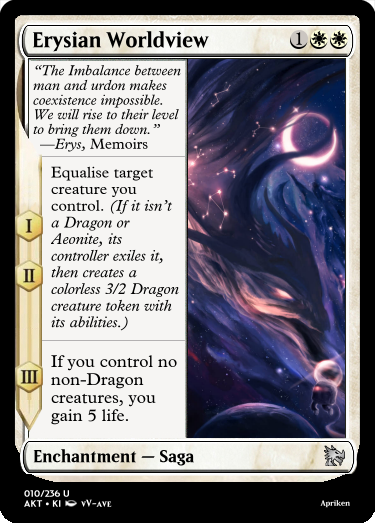 Erysian Worldview 1
“The Imbalance between
man and urdon makes
coexistence impossible.
We will rise to their level
to bring them down.”
—Erys, Memoirs
I
II
Equalise target
creature you
control. (If it isn't
a Dragon or
Aeonite, its
controller exiles it,
then creates a
colorless 3/2 Dragon
creature token with
its abilities.)
III
If you control no
non-Dragon
creatures, you
gain 5 life.
Enchantment — Saga
010/236 U
AKT • KI vV-AVE
Apriken